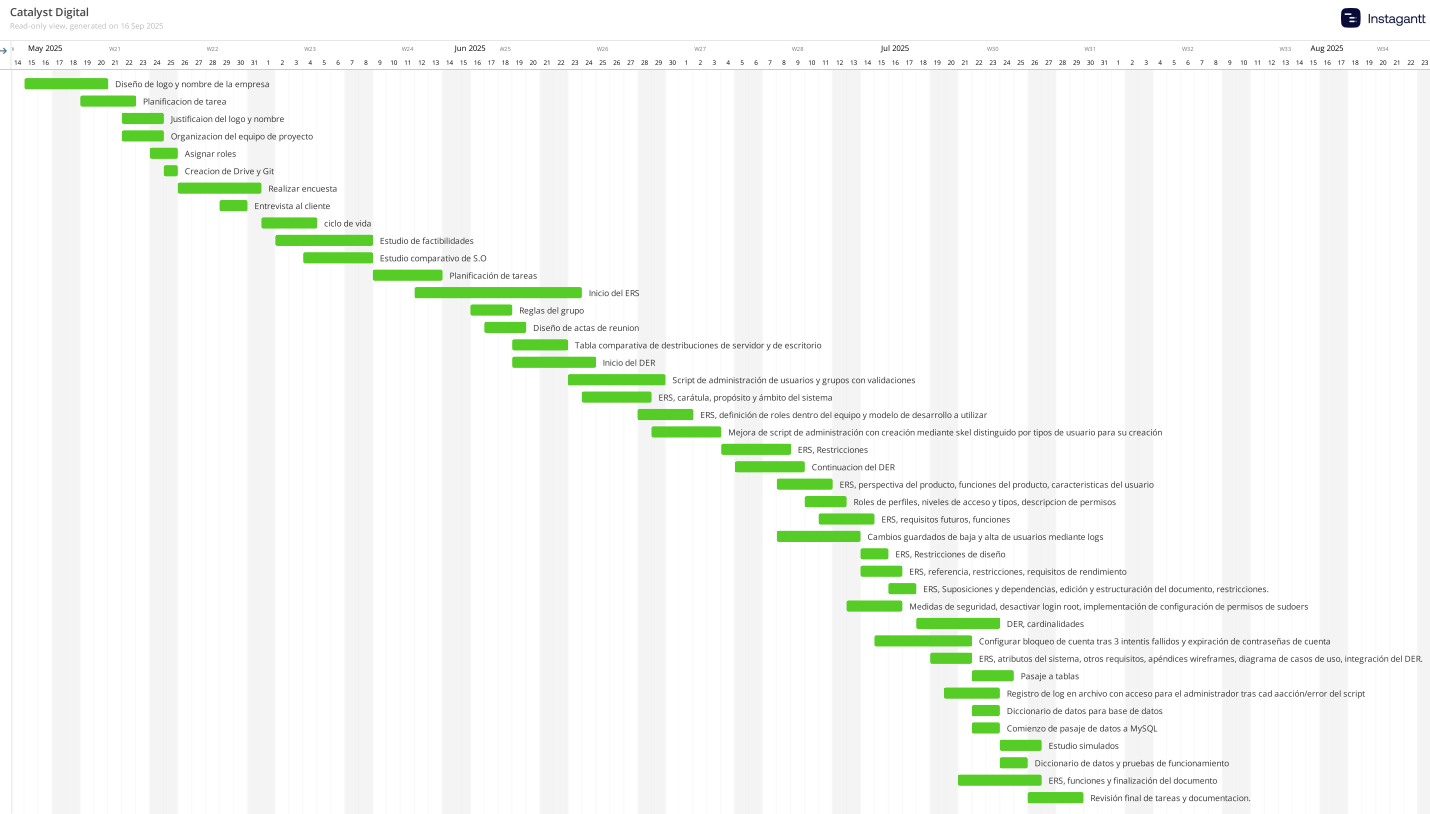 Catalyst Digital
Read-only view, generated on 16 Sep 2025
Instagantt
May 2025 W21 W22 W23 W24 Jun 2025 W25 W26 W27 W28 Jul 2025 W30 W31 W32 W33 Aug 2025 W34
14 15 16 17 18 19 20 21 22 23 24 25 26 27 28 29 30 31 1 2 3 4 5 6 7 8 9 10 11 12 13 14 15 16 17 18 19 20 21 22 23 24 25 26 27 28 29 30 1 2 3 4 5 6 7 8 9 10 11 12 13 14 15 16 17 18 19 20 21 22 23 24 25 26 27 28 29 30 31 1 2 3 4 5 6 7 8 9 10 11 12 13 14 15 16 17 18 19 20 21 22 23
Diseño de logo y nombre de la empresa
Planificacion de tarea
Justificaion del logo y nombre
Organizacion del equipo de proyecto
Asignar roles
Creacion de Drive y Git
Realizar encuesta
Entrevista al cliente
ciclo de vida
Estudio de factibilidades
Estudio comparativo de S.O
Planificación de tareas
Inicio del ERS
Reglas del grupo
Diseño de actas de reunion
Tabla comparativa de destribuciones de servidor y de escritorio
Inicio del DER
Script de administración de usuarios y grupos con validaciones
ERS, carátula, propósito y ámbito del sistema
ERS, definición de roles dentro del equipo y modelo de desarrollo a utilizar
Mejora de script de administración con creación mediante skel distinguido por tipos de usuario para su creación
ERS, Restricciones
Continuacion del DER
ERS, perspectiva del producto, funciones del producto, caracteristicas del usuario
Roles de perfiles, niveles de acceso y tipos, descripcion de permisos
ERS, requisitos futuros, funciones
Cambios guardados de baja y alta de usuarios mediante logs
ERS, Restricciones de diseño
ERS, referencia, restricciones, requisitos de rendimiento
ERS, Suposiciones y dependencias, edición y estructuración del documento, restricciones.
Medidas de seguridad, desactivar login root, implementación de configuración de permisos de sudoers
DER, cardinalidades
Configurar bloqueo de cuenta tras 3 intentis fallidos y expiración de contraseñas de cuenta
ERS, atributos del sistema, otros requisitos, apéndices wireframes, diagrama de casos de uso, integración del DER.
Pasaje a tablas
Registro de log en archivo con acceso para el administrador tras cad aacción/error del script
Diccionario de datos para base de datos
Comienzo de pasaje de datos a MySQL
Estudio simulados
Diccionario de datos y pruebas de funcionamiento
ERS, funciones y finalización del documento
Revisión final de tareas y documentacion.